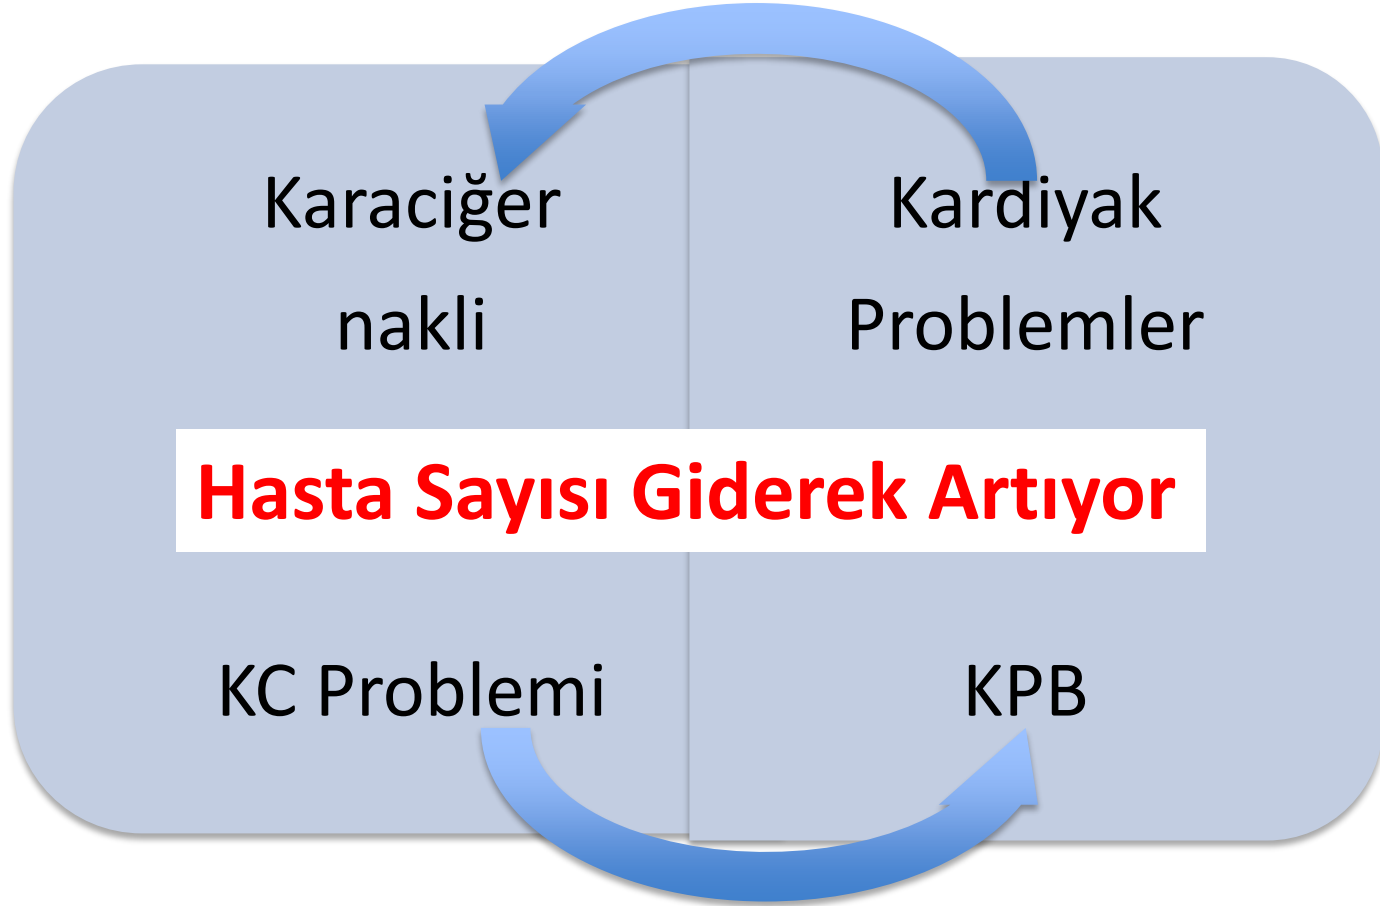 Karaciğer
nakli
Kardiyak
Problemler
Hasta Sayısı Giderek Artıyor
KC Problemi
KPB